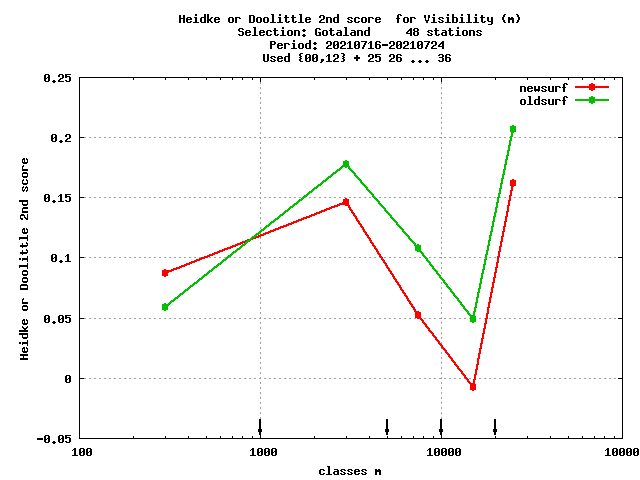 Heidke or Doolittle 2nd score  for Visibility (m)
Selection: Gotaland     48 stations
Period: 20210716-20210724
Used {00,12} + 25 26 ... 36
newsurf
oldsurf
Heidke or Doolittle 2nd score
0.25
0.2
0.15
0.1
0.05
0
-0.05
100
1000
10000
10000
classes m